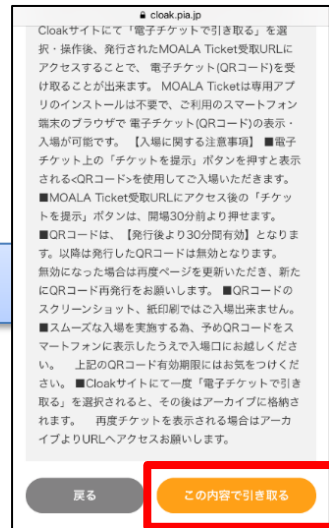 cloak.pia.jp
Cloakサイトにて「電子チケットで引き取る」を選
択・操作後、発行されたMOALA Ticket受取URLに
アクセスすることで、 電子チケット(QRコード)を受
け取ることが出来ます。 MOALA Ticketは専用アプ
リのインストールは不要で、ご利用のスマートフォン
端末のブラウザで 電子チケット(QRコード)の表示・
入場が可能です。 【入場に関する注意事項】 ■電子
チケット上の「チケットを提示」ボタンを押すと表示
される<QRコード>を使用してご入場いただきます。
■MOALA Ticket受取URLにアクセス後の「チケッ
トを提示」ボタンは、開場30分前より押せます。
■QRコードは、【発行後より30分間有効】となりま
す。以降は発行したQRコードは無効となります。
無効になった場合は再度ページを更新いただき、新た
にQRコード再発行をお願いします。 ■QRコードの
スクリーンショット、紙印刷ではご入場出来ません。
■スムーズな入場を実施する為、予めQRコードをス
マートフォンに表示したうえで入場口にお越しくださ
い。 上記のQRコード有効期限にはお気をつけくだ
さい。 ■Cloakサイトにて一度「電子チケットで引き
取る」を選択されると、その後はアーカイブに格納さ
れます。 再度チケットを表示される場合はアーカ
イブよりURLへアクセスお願いします。
戻る
この内容で引き取る